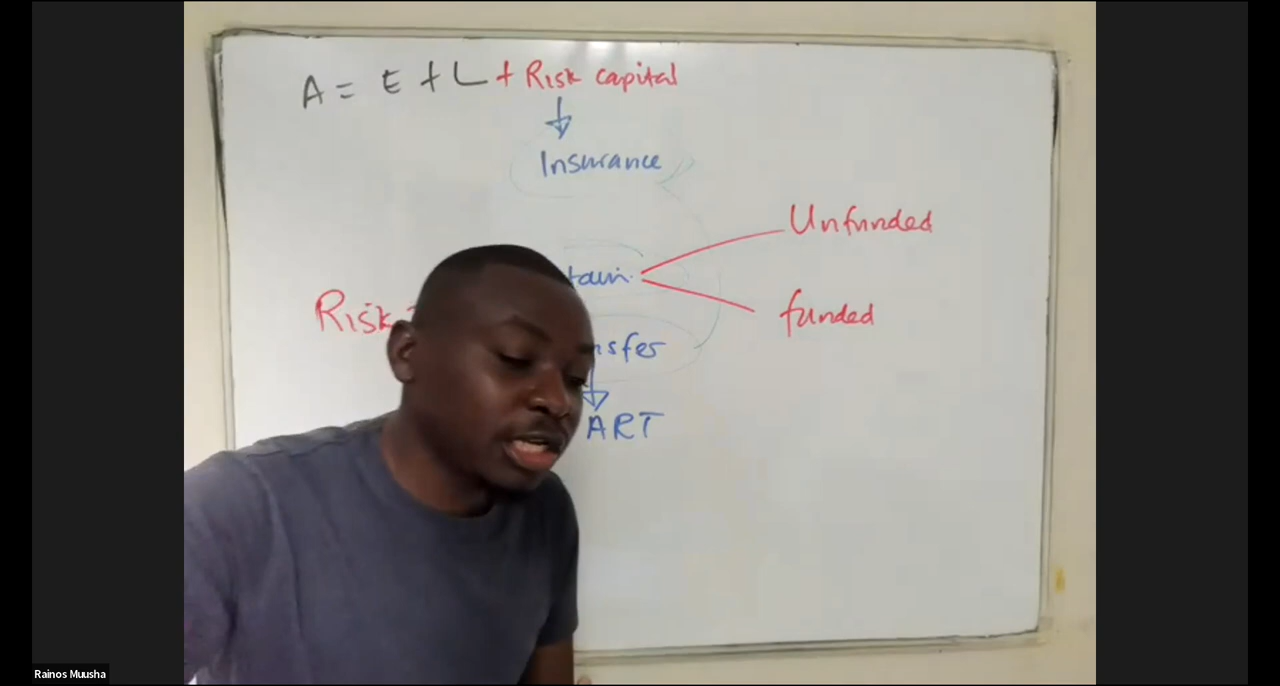 A = E + L + Risk capital
Insurance
Unfunded
Risk
funded
ART
Rainos Muusha